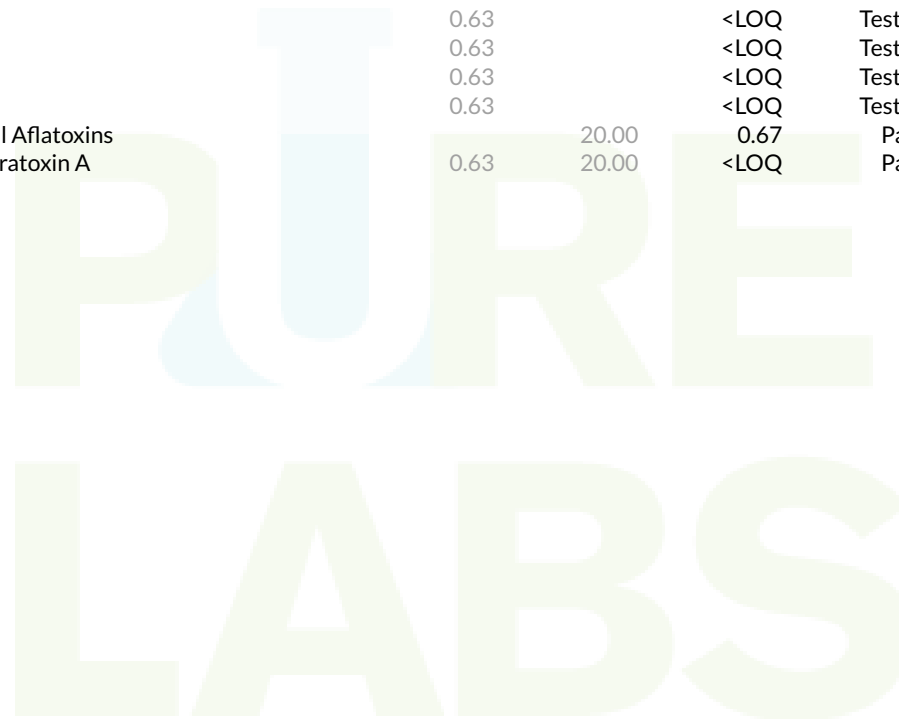 0.63 <LOQ Test
0.63 <LOQ Test
0.63 <LOQ Test
0.63 <LOQ Test
l Aflatoxins 20.00 0.67 Pa
ratoxin A 0.63 20.00 <LOQ Pa
PURE
LABS